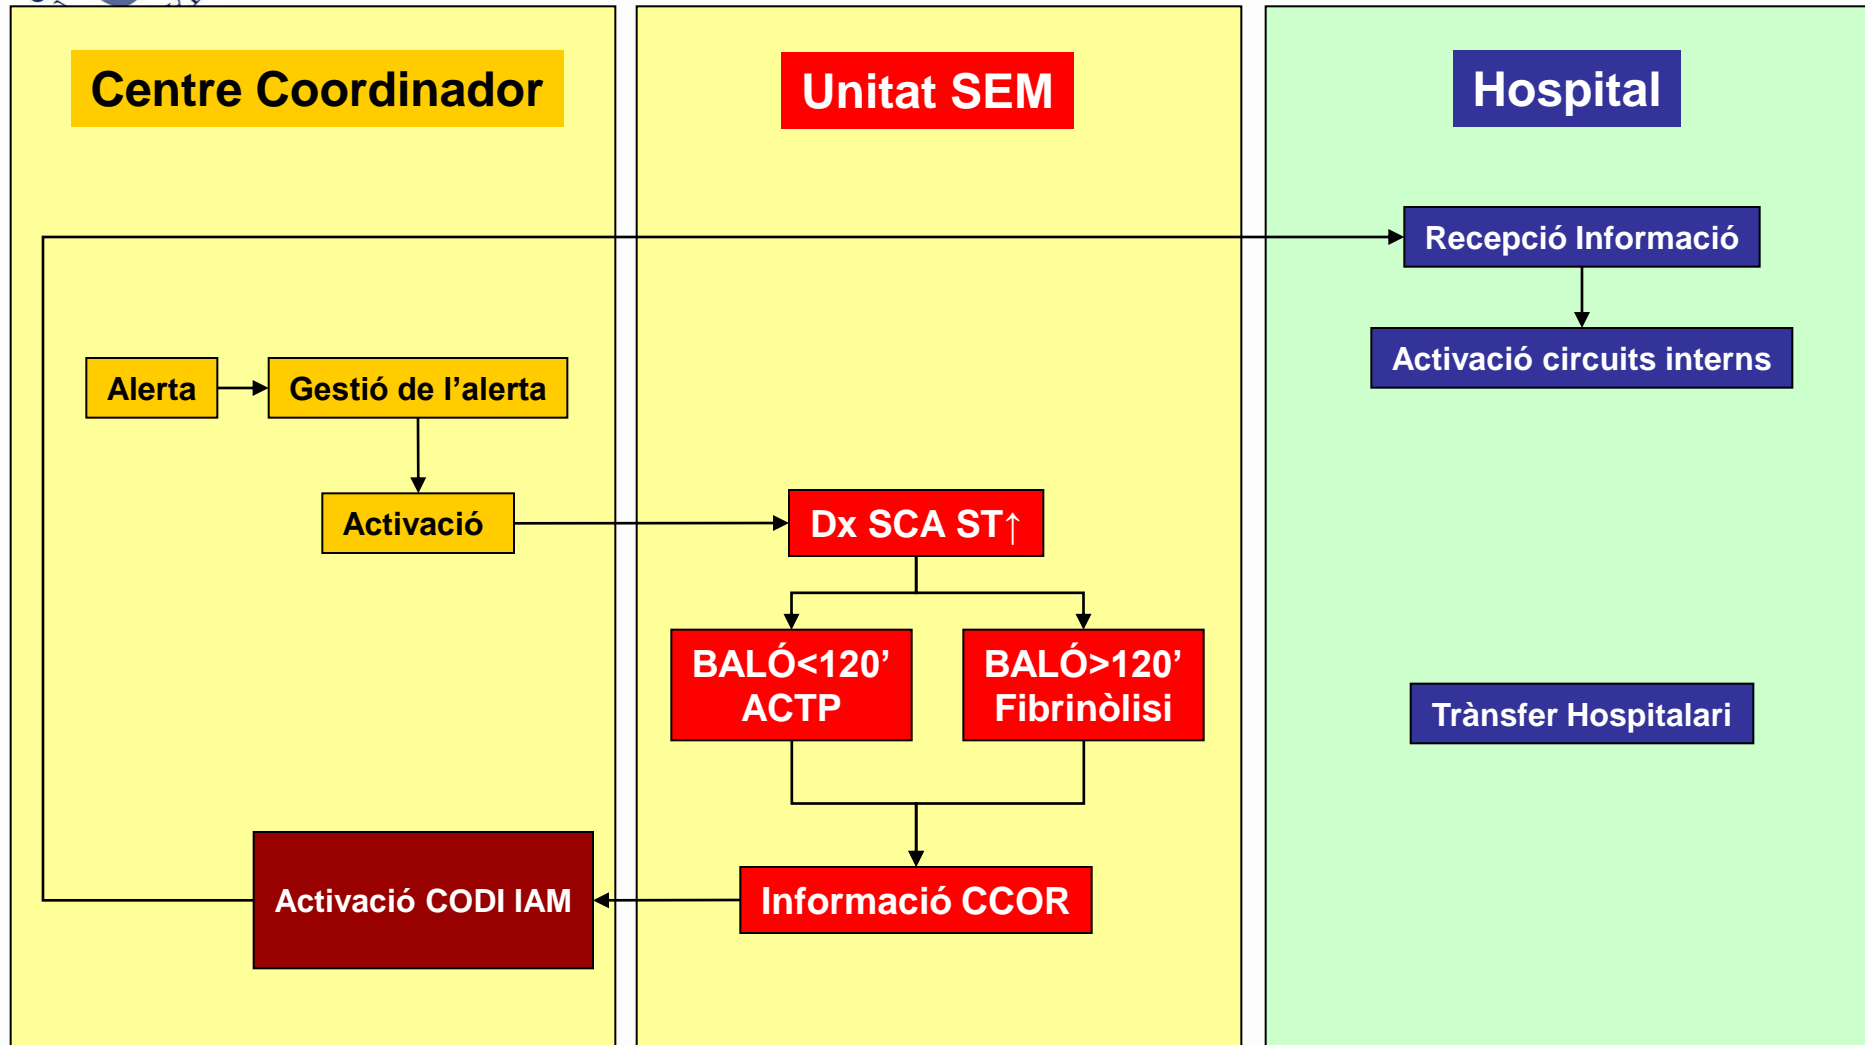 Centre Coordinador
Alerta
Gestió de l’alerta
Activació
Activació CODI IAM
Unitat SEM
Dx SCA ST↑
BALÓ<120’
ACTP
BALÓ>120’
Fibrinòlisi
Informació CCOR
Hospital
Recepció Informació
Activació circuits interns
Trànsfer Hospitalari